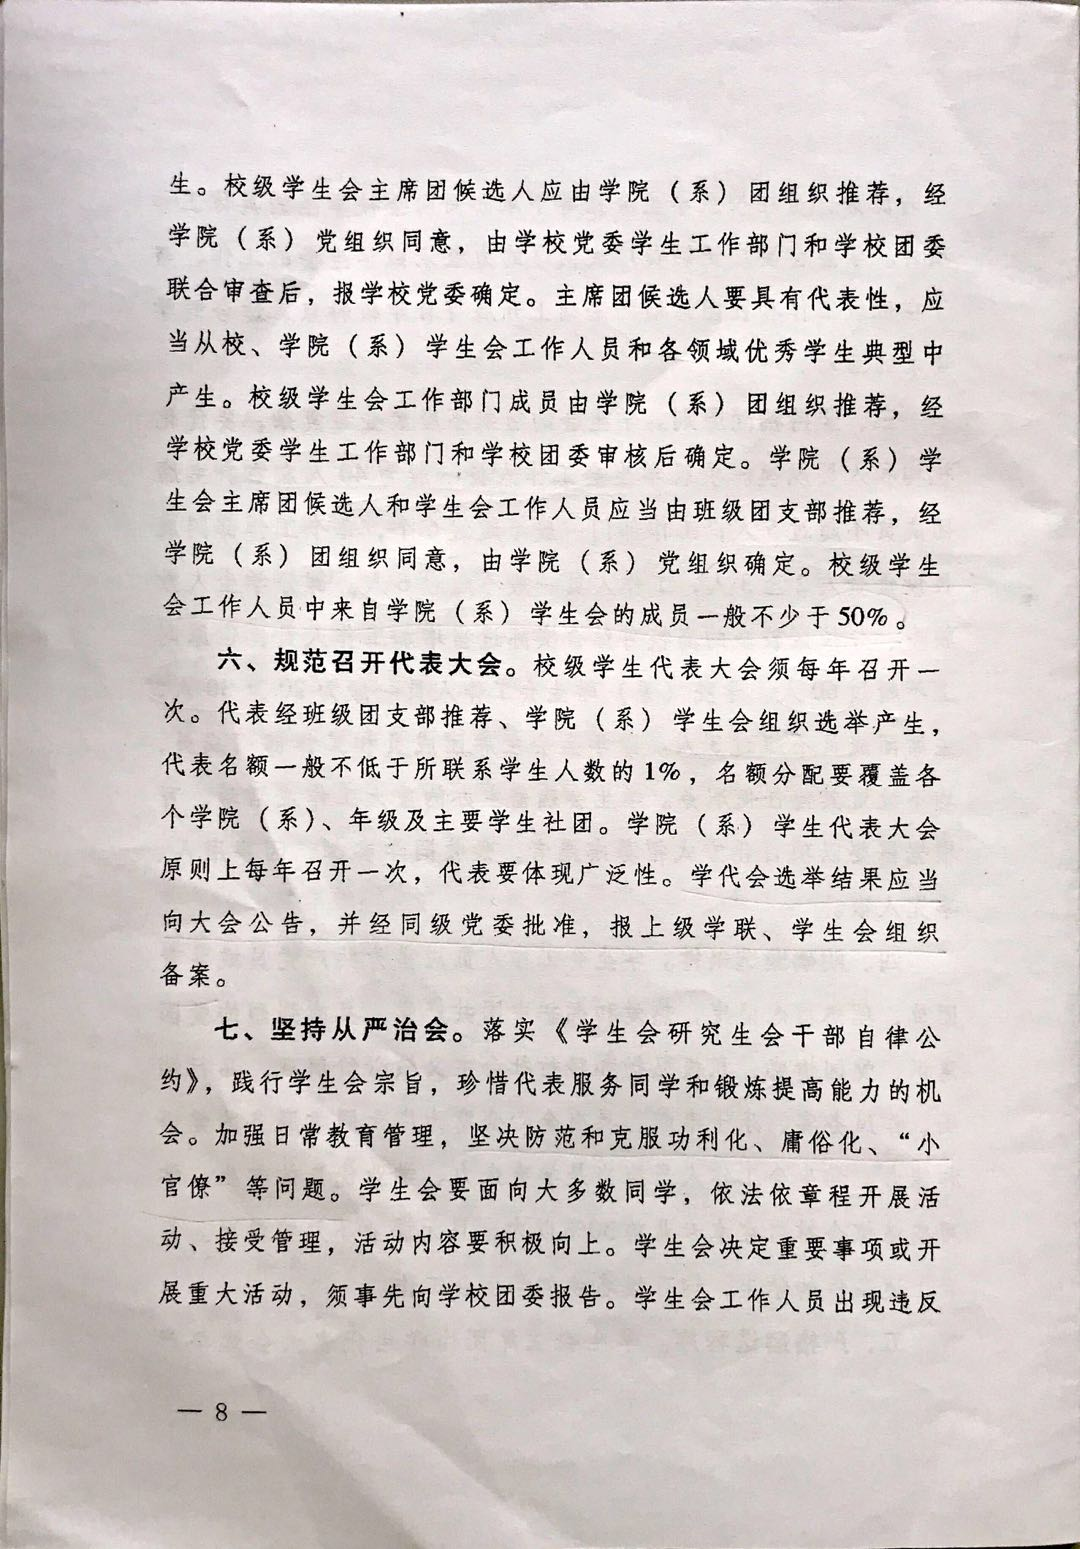 生。校级学生会主席团候选人应由学院（系）团组织推荐，经
学院（系）党组织同意，由学校党委学生工作部门和学校团委
联合审查后，报学校党委确定。主席团候选人要具有代表性，应
当从校、学院（系）学生会工作人员和各领域优秀学生典型中
产生。校级学生会工作部门成员由学院（系）团组织推荐，经
学校党委学生工作部门和学校团委审核后确定。学院（系）学
生会主席团候选人和学生会工作人员应当由班级团支部推荐，经
学院（系）团组织同意，由学院（系）党组织确定。校级学生
会工作人员中来自学院（系）学生会的成员一般不少于50%。
六、规范召开代表大会。校级学生代表大会须每年召开一
次。代表经班级团支部推荐、学院（系）学生会组织选举产生，
代表名额一般不低于所联系学生人数的1%，名额分配要覆盖各
个学院（系）、年级及主要学生社团。学院（系）学生代表大会
原则上每年召开一次，代表要体现广泛性。学代会选举结果应当
向大会公告，并经同级党委批准，报上级学联、学生会组织
备案。
七、坚持从严治会。落实《学生会研究生会干部自律公
约》，践行学生会宗旨，珍惜代表服务同学和锻炼提高能力的机
会。加强日常教育管理，坚决防范和克服功利化、庸俗化、“小
官僚”等问题。学生会要面向大多数同学，依法依章程开展活
动、接受管理，活动内容要积极向上。学生会决定重要事项或开
展重大活动，须事先向学校团委报告。学生会工作人员出现违反
— 8 —